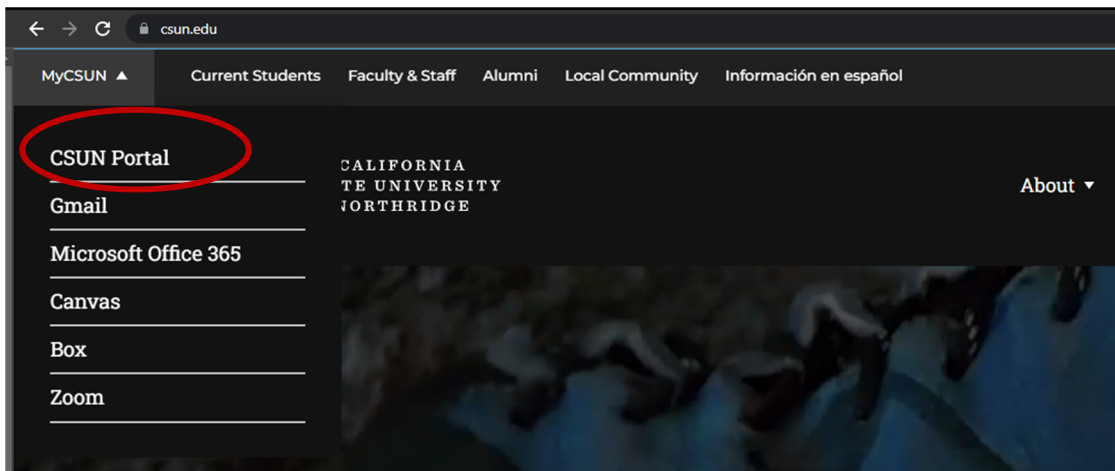 csun.edu
MyCSUN ▲ Current Students Faculty & Staff Alumni Local Community Información en español
CSUN Portal
Gmail
Microsoft Office 365
Canvas
Box
Zoom
CALIFORNIA
TE UNIVERSITY
NORTHRIDGE
About ▼